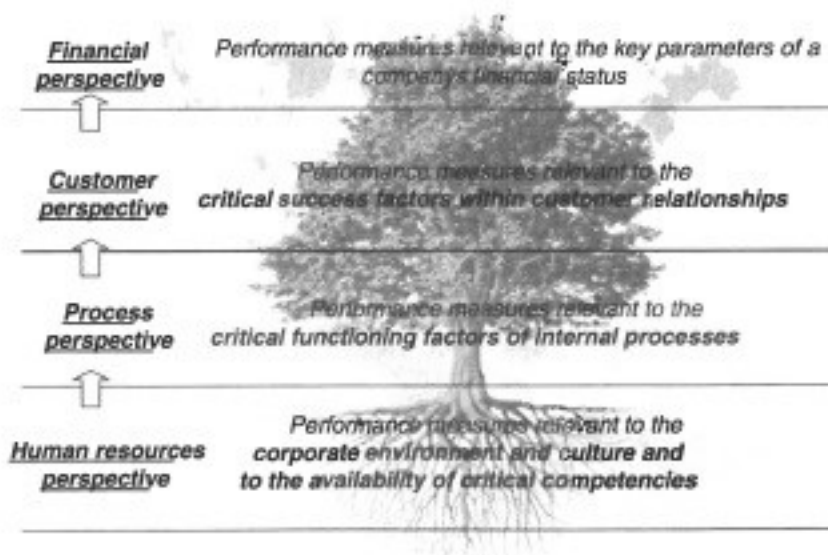 Financial
perspective
Performance measures relevant to the key parameters of a
companys financial status
Customer
perspective
Performance measures relevant to the
critical success factors within customer relationships
Process
perspective
Performance measures relevant to the
critical functioning factors of internal processes
Human resources
perspective
Performance measures relevant to the
corporate environment and culture and
to the availability of critical competencies